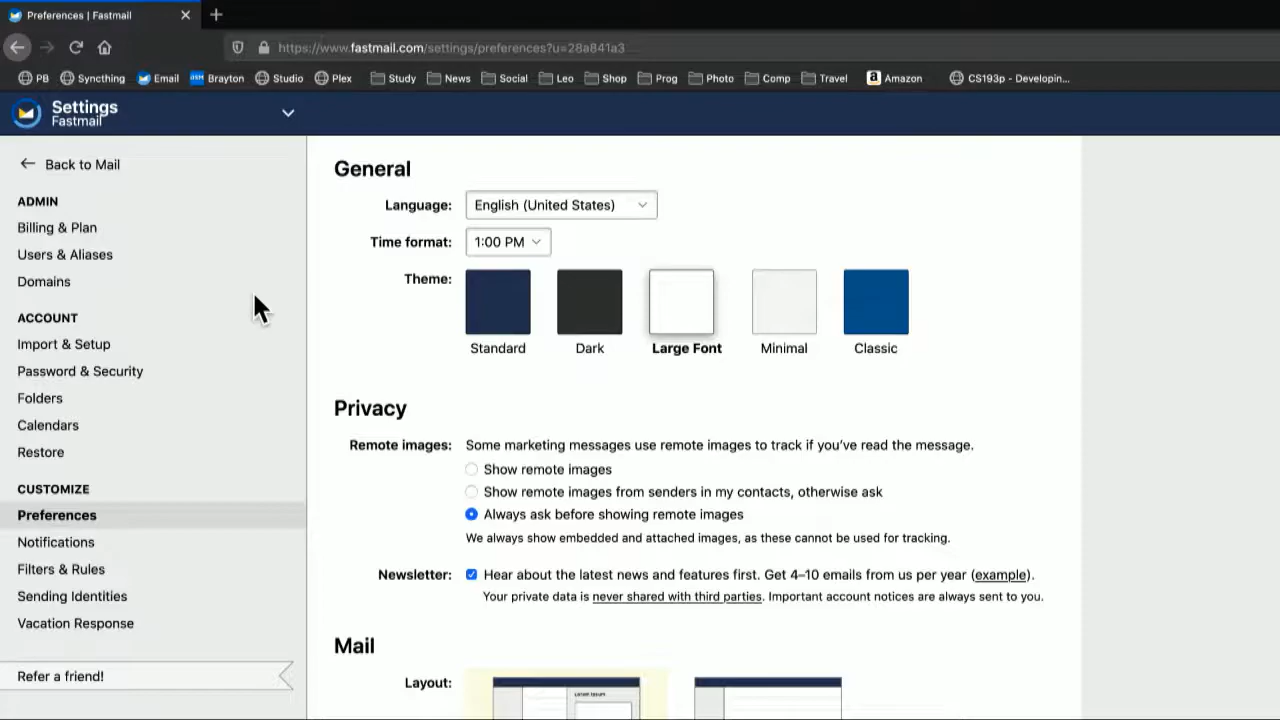 Preferences | Fastmail
https://www.fastmail.com/settings/preferences?u=28a841a3
PB Syncthing Email Brayton Studio Plex Study News Social Leo Shop Prog Photo Comp Travel Amazon CS193p - Developin...
Settings
Fastmail
Back to Mail
ADMIN
Billing & Plan
Users & Aliases
Domains
ACCOUNT
Import & Setup
Password & Security
Folders
Calendars
Restore
CUSTOMIZE
Preferences
Notifications
Filters & Rules
Sending Identities
Vacation Response
Refer a friend!
General
Language: English (United States)
Time format: 1:00 PM
Theme:
Standard Dark Large Font Minimal Classic
Privacy
Remote images: Some marketing messages use remote images to track if you've read the message.
Show remote images
Show remote images from senders in my contacts, otherwise ask
Always ask before showing remote images
We always show embedded and attached images, as these cannot be used for tracking.
Newsletter: Hear about the latest news and features first. Get 4–10 emails from us per year (example).
Your private data is never shared with third parties. Important account notices are always sent to you.
Mail
Layout: